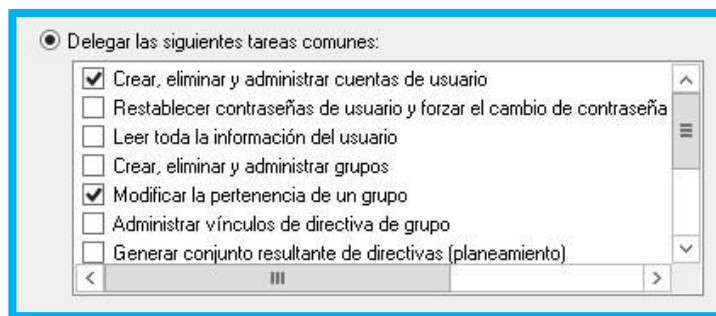 Delegar las siguientes tareas comunes:
Crear, eliminar y administrar cuentas de usuario
Restablecer contraseñas de usuario y forzar el cambio de contraseña
Leer toda la información del usuario
Crear, eliminar y administrar grupos
Modificar la pertenencia de un grupo
Administrar vínculos de directiva de grupo
Generar conjunto resultante de directivas (planeamiento)